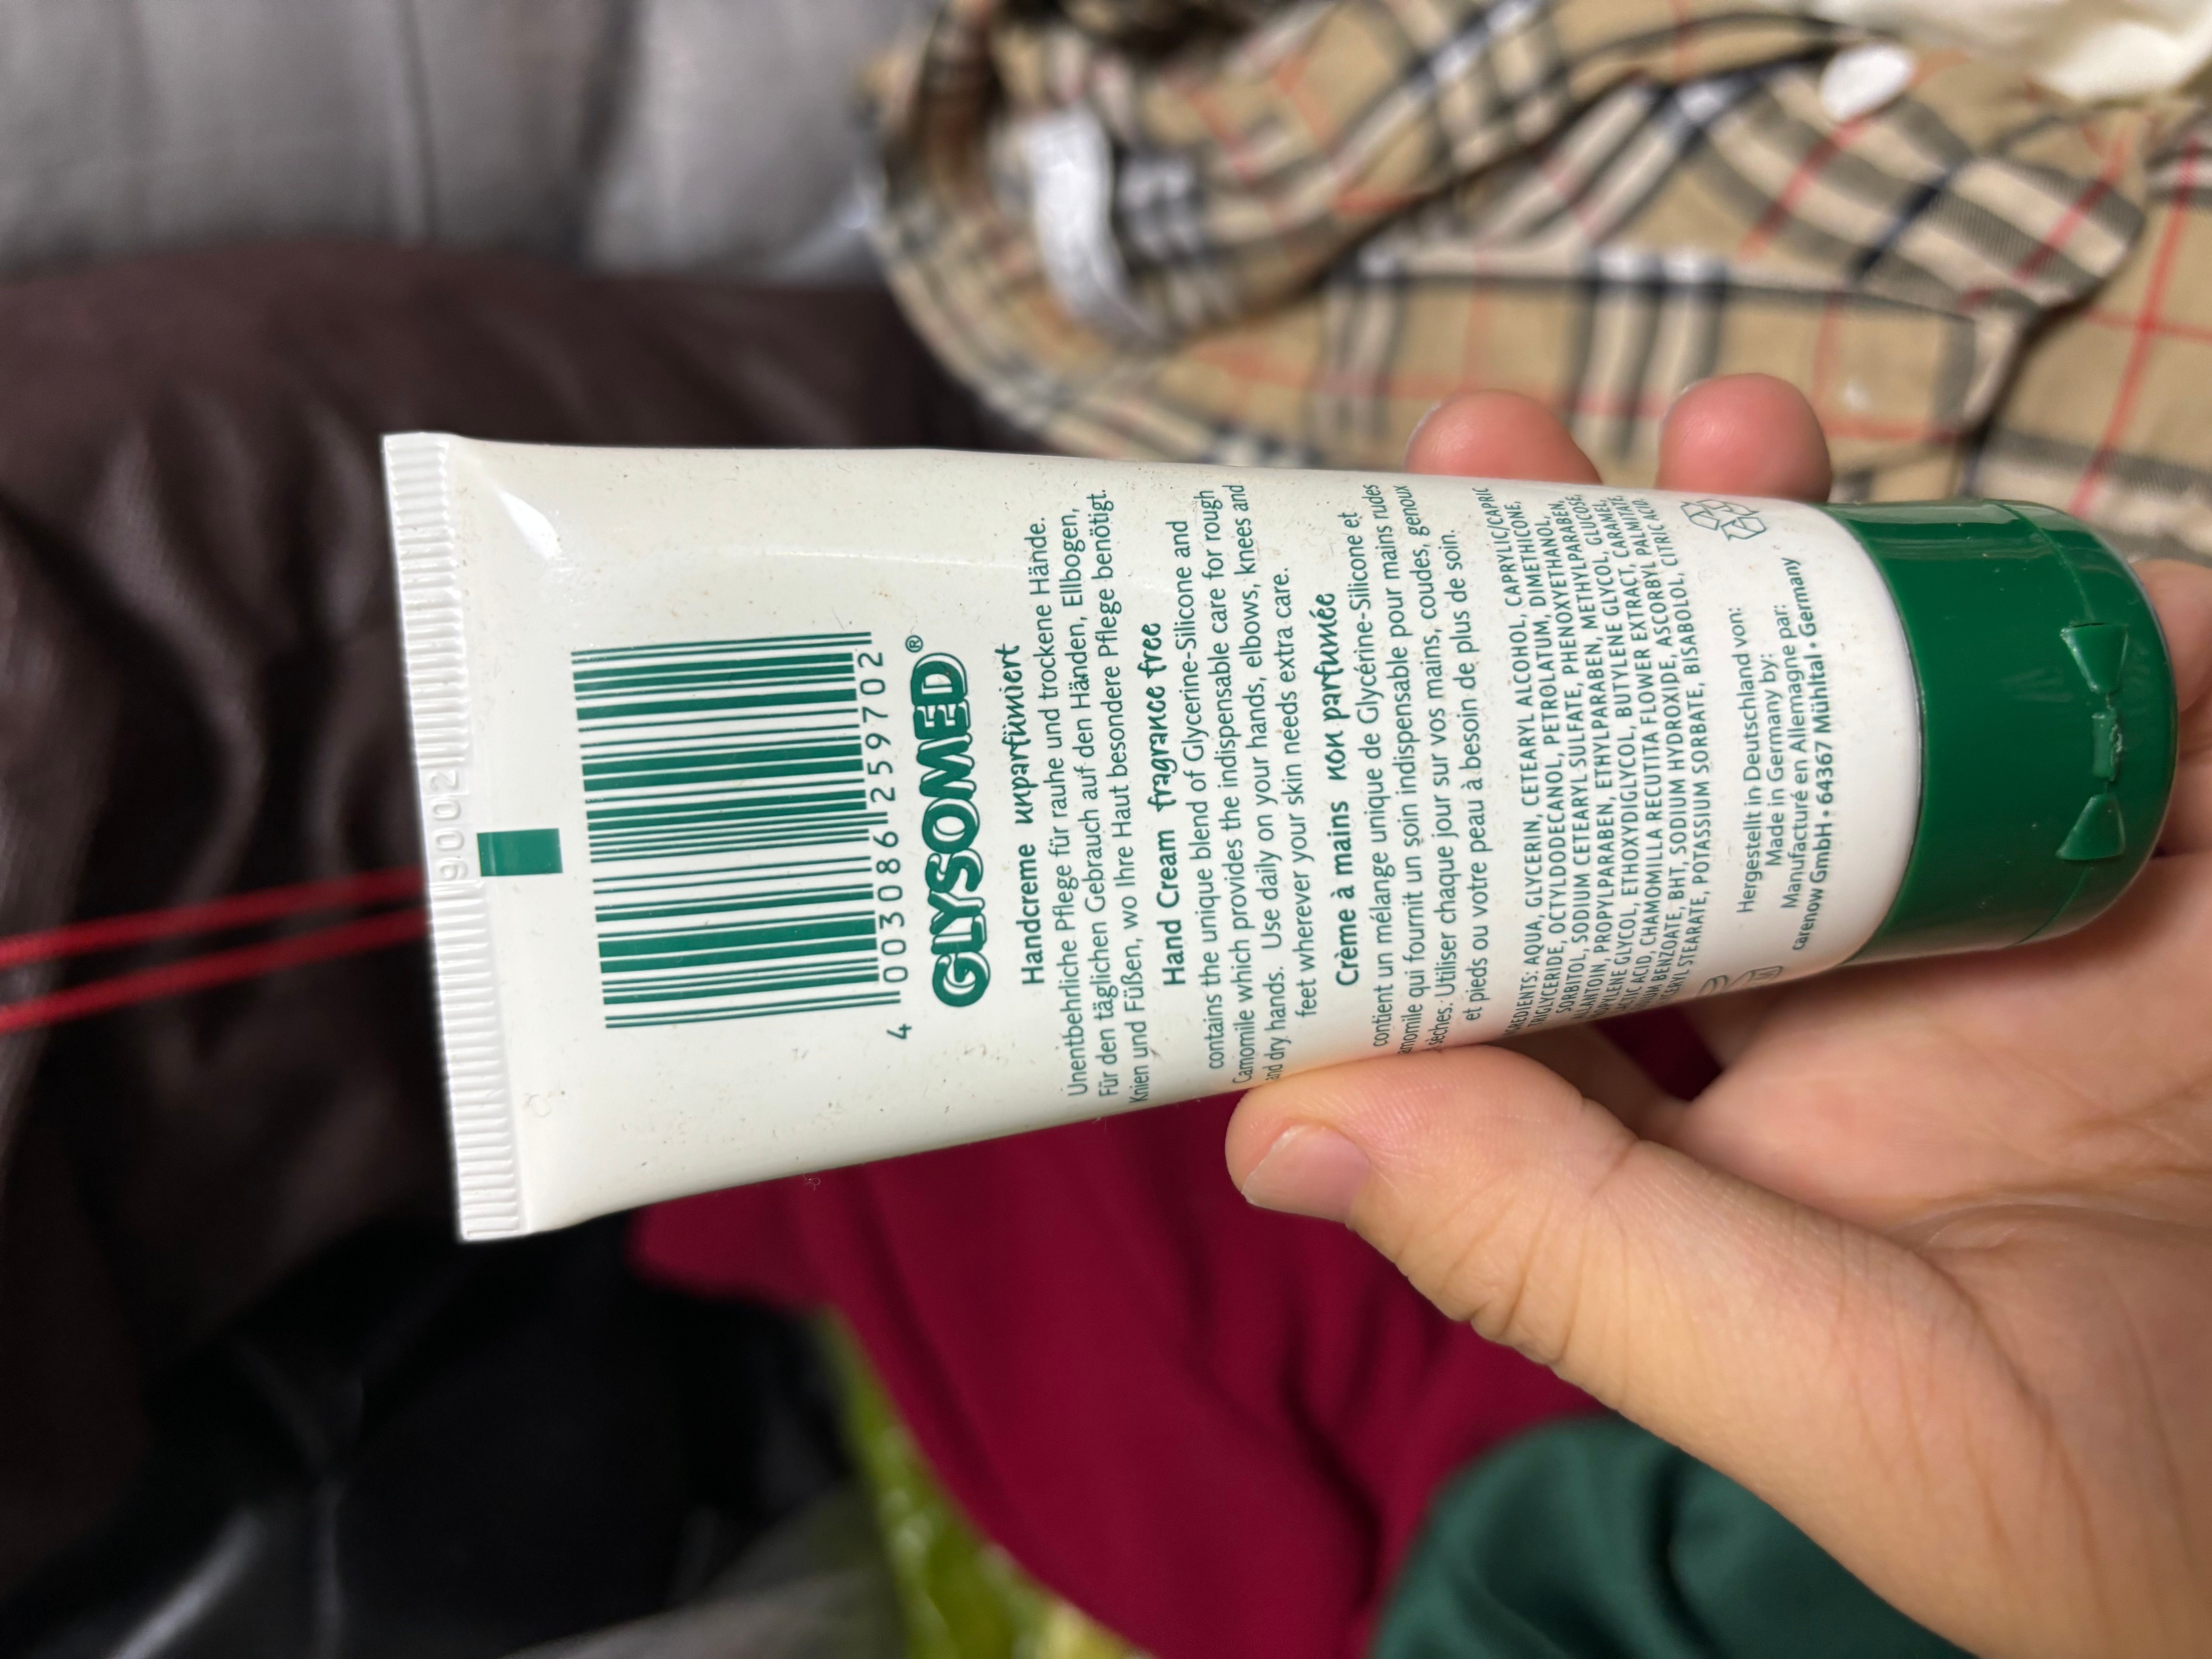 90021
4 003086 259702
GLYSOMED®
Handcreme unparfümiert
Unentbehrliche Pflege für rauhe und trockene Hände.
Für den täglichen Gebrauch auf den Händen, Ellbogen,
Knien und Füßen, wo Ihre Haut besondere Pflege benötigt.
Hand Cream fragrance free
contains the unique blend of Glycerine-Silicone and
Camomile which provides the indispensable care for rough
and dry hands. Use daily on your hands, elbows, knees and
feet wherever your skin needs extra care.
Crème à mains non parfumée
contient un mélange unique de Glycérine-Silicone et
amomile qui fournit un soin indispensable pour mains rudes
sèches. Utiliser chaque jour sur vos mains, coudes, genoux
et pieds ou votre peau à besoin de plus de soin.
REDIENTS: AQUA, GLYCERIN, CETEARYL ALCOHOL, CAPRYLIC/CAPRIC
TRIGLYCERIDE, OCTYLDODECANOL, PETROLATUM, DIMETHICONE,
SORBITOL, SODIUM CETEARYL SULFATE, PHENOXYETHANOL,
LLANTOIN, PROPYLPARABEN, ETHYLPARABEN, METHYLPARABEN,
OPYLENE GLYCOL, ETHOXYDIGLYCOL, BUTYLENE GLYCOL, GLUCOSE,
ACID, CHAMOMILLA RECUTITA FLOWER EXTRACT, CARAMEL,
BENZOATE, BHT, SODIUM HYDROXIDE, ASCORBYL PALMITATE,
STEARATE, POTASSIUM SORBATE, BISABOLOL, CITRIC ACID.
Hergestellt in Deutschland von:
Made in Germany by:
Manufacturé en Allemagne par:
carenow GmbH • 64367 Mühltal • Germany